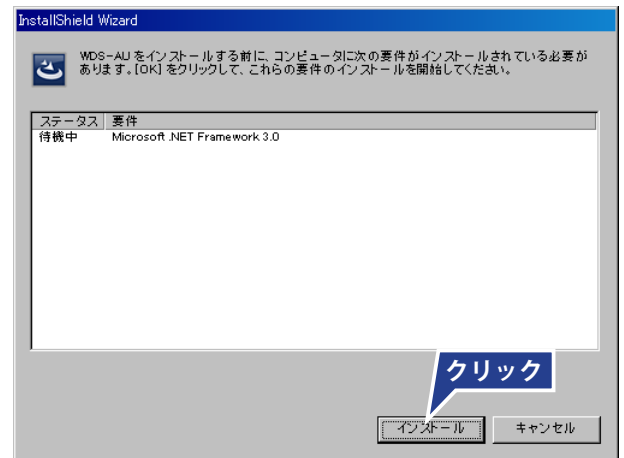 InstallShield Wizard
WDS-AU をインストールする前に、コンピュータに次の要件がインストールされている必要が
あります。[OK] をクリックして、これらの要件のインストールを開始してください。
ステータス 要件
待機中 Microsoft .NET Framework 3.0
クリック
インストール キャンセル